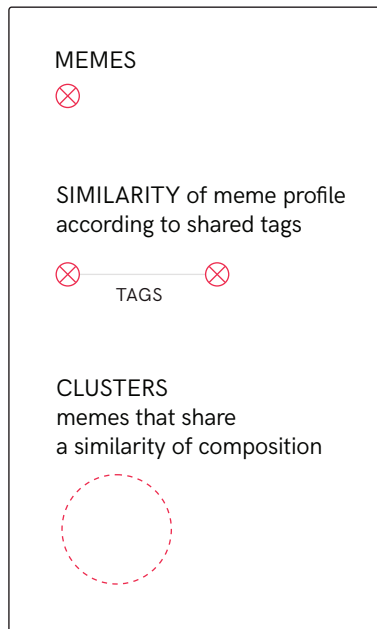 MEMES
SIMILARITY of meme profile
according to shared tags
TAGS
CLUSTERS
memes that share
a similarity of composition